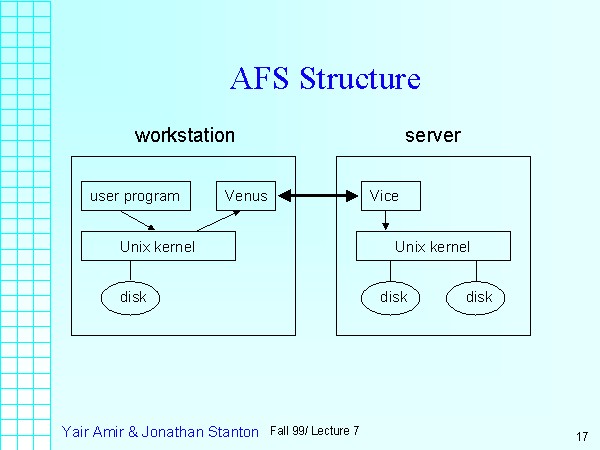 AFS Structure
workstation server
user program Venus Vice
Unix kernel Unix kernel
disk disk disk
Yair Amir & Jonathan Stanton Fall 99/ Lecture 7 17